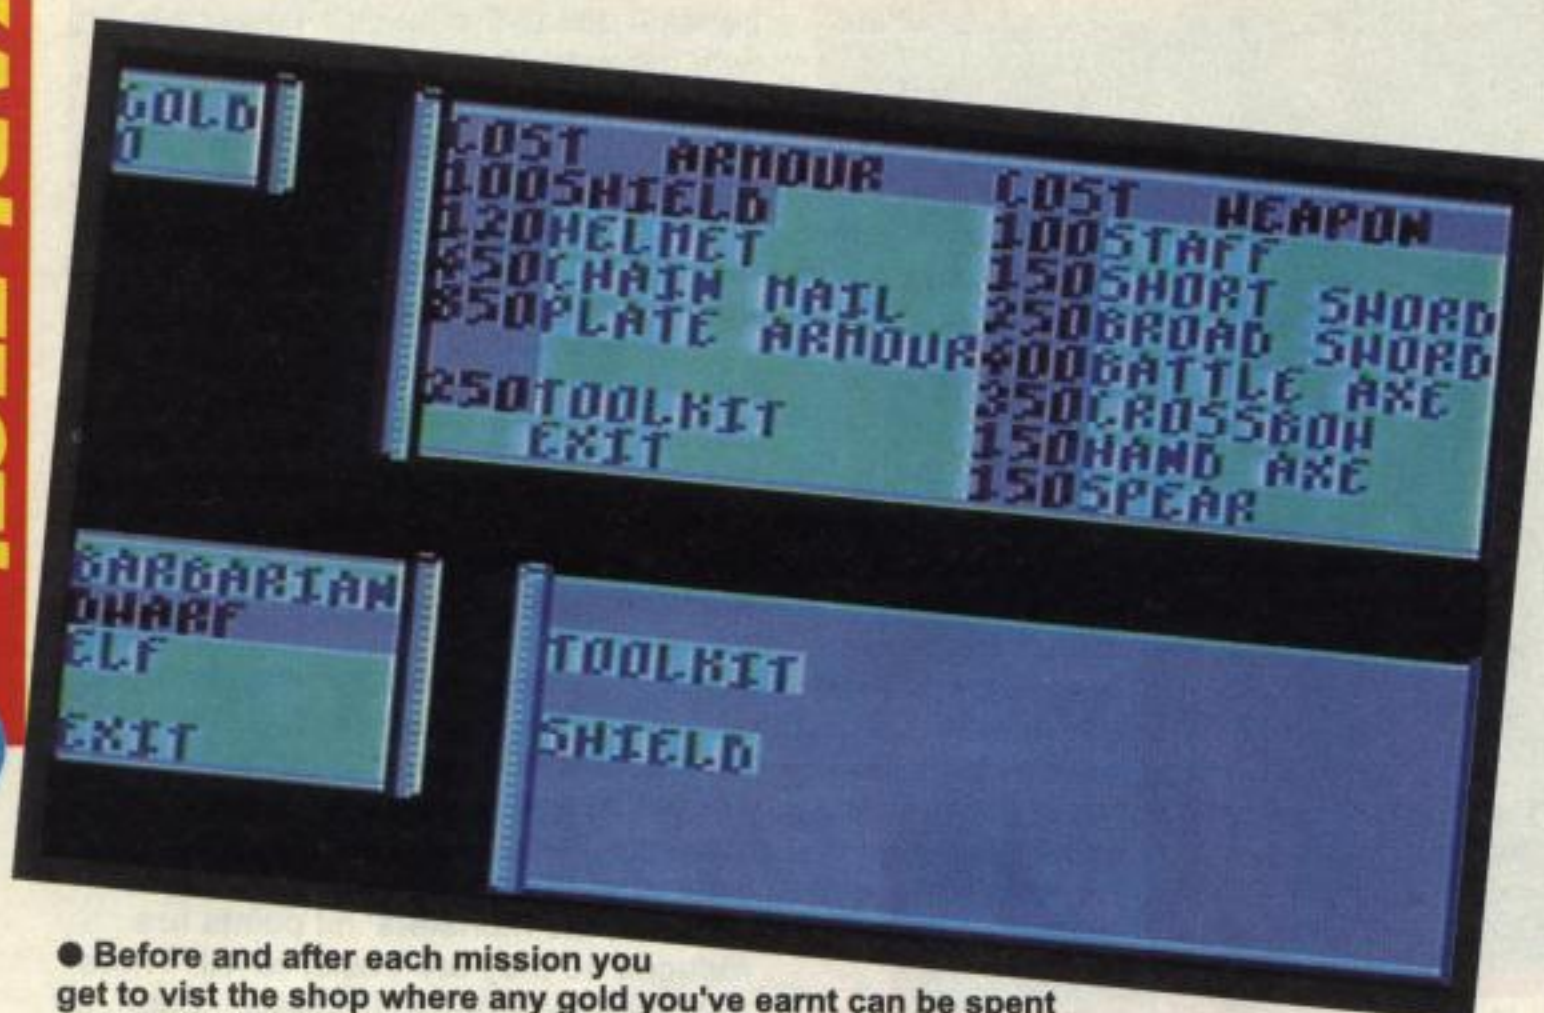 GOLD
0
COST ARMOUR
100SHIELD
120HELMET
450CHAIN MAIL
850PLATE ARMOUR
250TOOLKIT
EXIT
COST WEAPON
100STAFF
150SHORT SWORD
250BROAD SWORD
400BATTLE AXE
350CROSSBOW
150HAND AXE
150SPEAR
BARBARIAN
DWARF
ELF
EXIT
TOOLKIT
SHIELD
● Before and after each mission you
get to vist the shop where any gold you've earnt can be spent